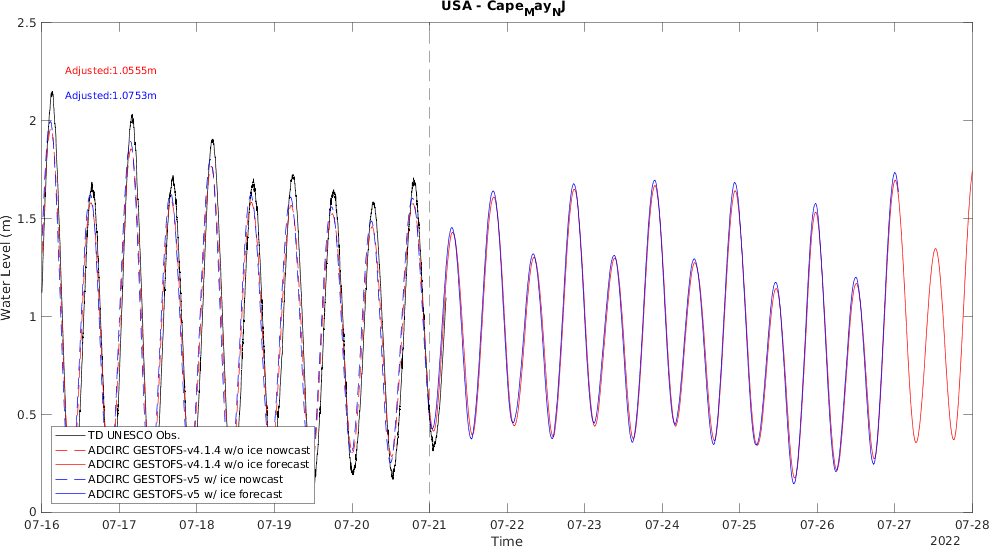 USA - Cape_May_NJ
Adjusted:1.0555m
Adjusted:1.0753m
Water Level (m)
2.5
2
1.5
1
0.5
0
TD UNESCO Obs.
ADCIRC GESTOFS-v4.1.4 w/o ice nowcast
ADCIRC GESTOFS-v4.1.4 w/o ice forecast
ADCIRC GESTOFS-v5 w/ ice nowcast
ADCIRC GESTOFS-v5 w/ ice forecast
07-16 07-17 07-18 07-19 07-20 07-21 07-22 07-23 07-24 07-25 07-26 07-27 07-28
Time
2022